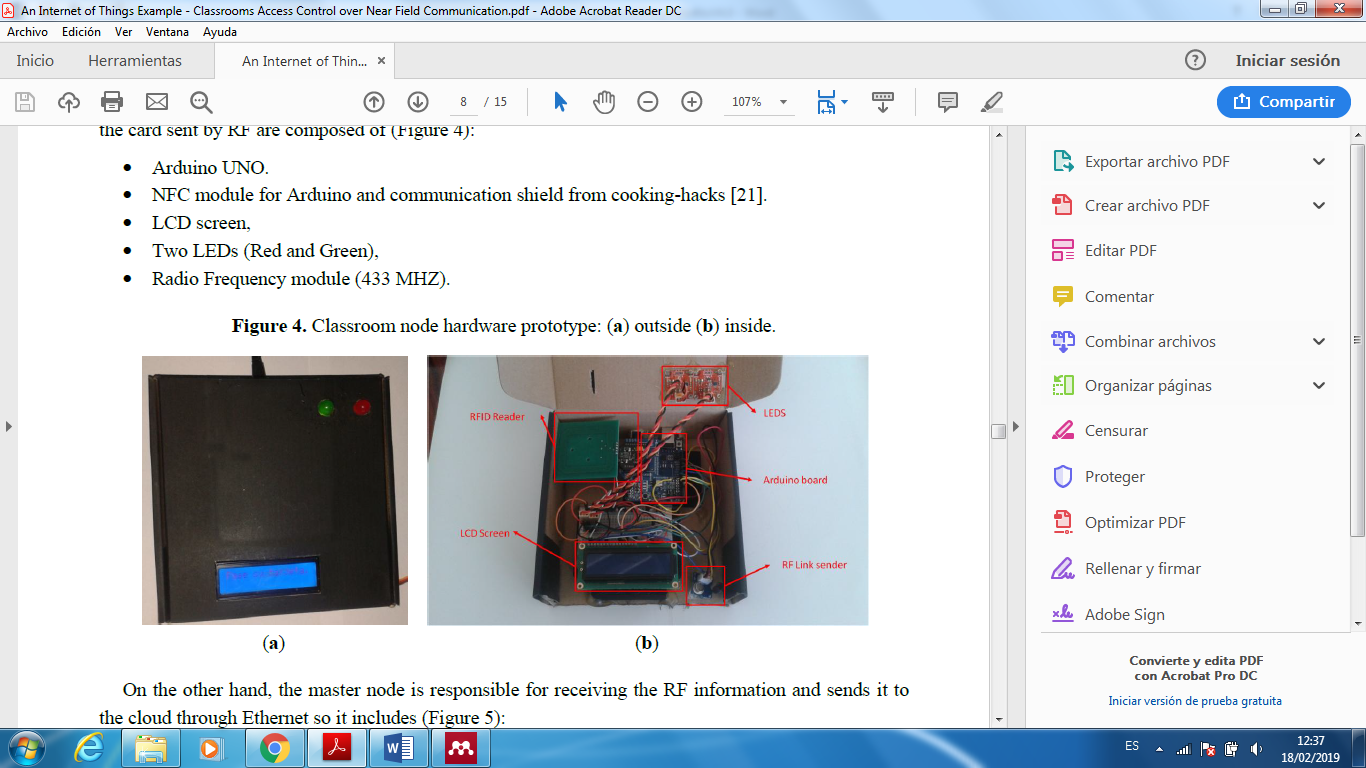 An Internet of Things Example - Classrooms Access Control over Near Field Communication.pdf - Adobe Acrobat Reader DC
Archivo Edición Ver Ventana Ayuda
Inicio Herramientas An Internet of Thin... × Iniciar sesión
8 / 15 107% Compartir
the card sent by RF are composed of (Figure 4):
• Arduino UNO.
• NFC module for Arduino and communication shield from cooking-hacks [21].
• LCD screen,
• Two LEDs (Red and Green),
• Radio Frequency module (433 MHZ).
Figure 4. Classroom node hardware prototype: (a) outside (b) inside.
RFID Reader
LEDS
Arduino board
LCD Screen
RF Link sender
(a) (b)
On the other hand, the master node is responsible for receiving the RF information and sends it to
the cloud through Ethernet so it includes (Figure 5):
Exportar archivo PDF
Crear archivo PDF
Editar PDF
Comentar
Combinar archivos
Organizar páginas
Censurar
Proteger
Optimizar PDF
Rellenar y firmar
Adobe Sign
Convierte y edita PDF
con Acrobat Pro DC
Iniciar versión de prueba gratuita
ES
12:37
18/02/2019